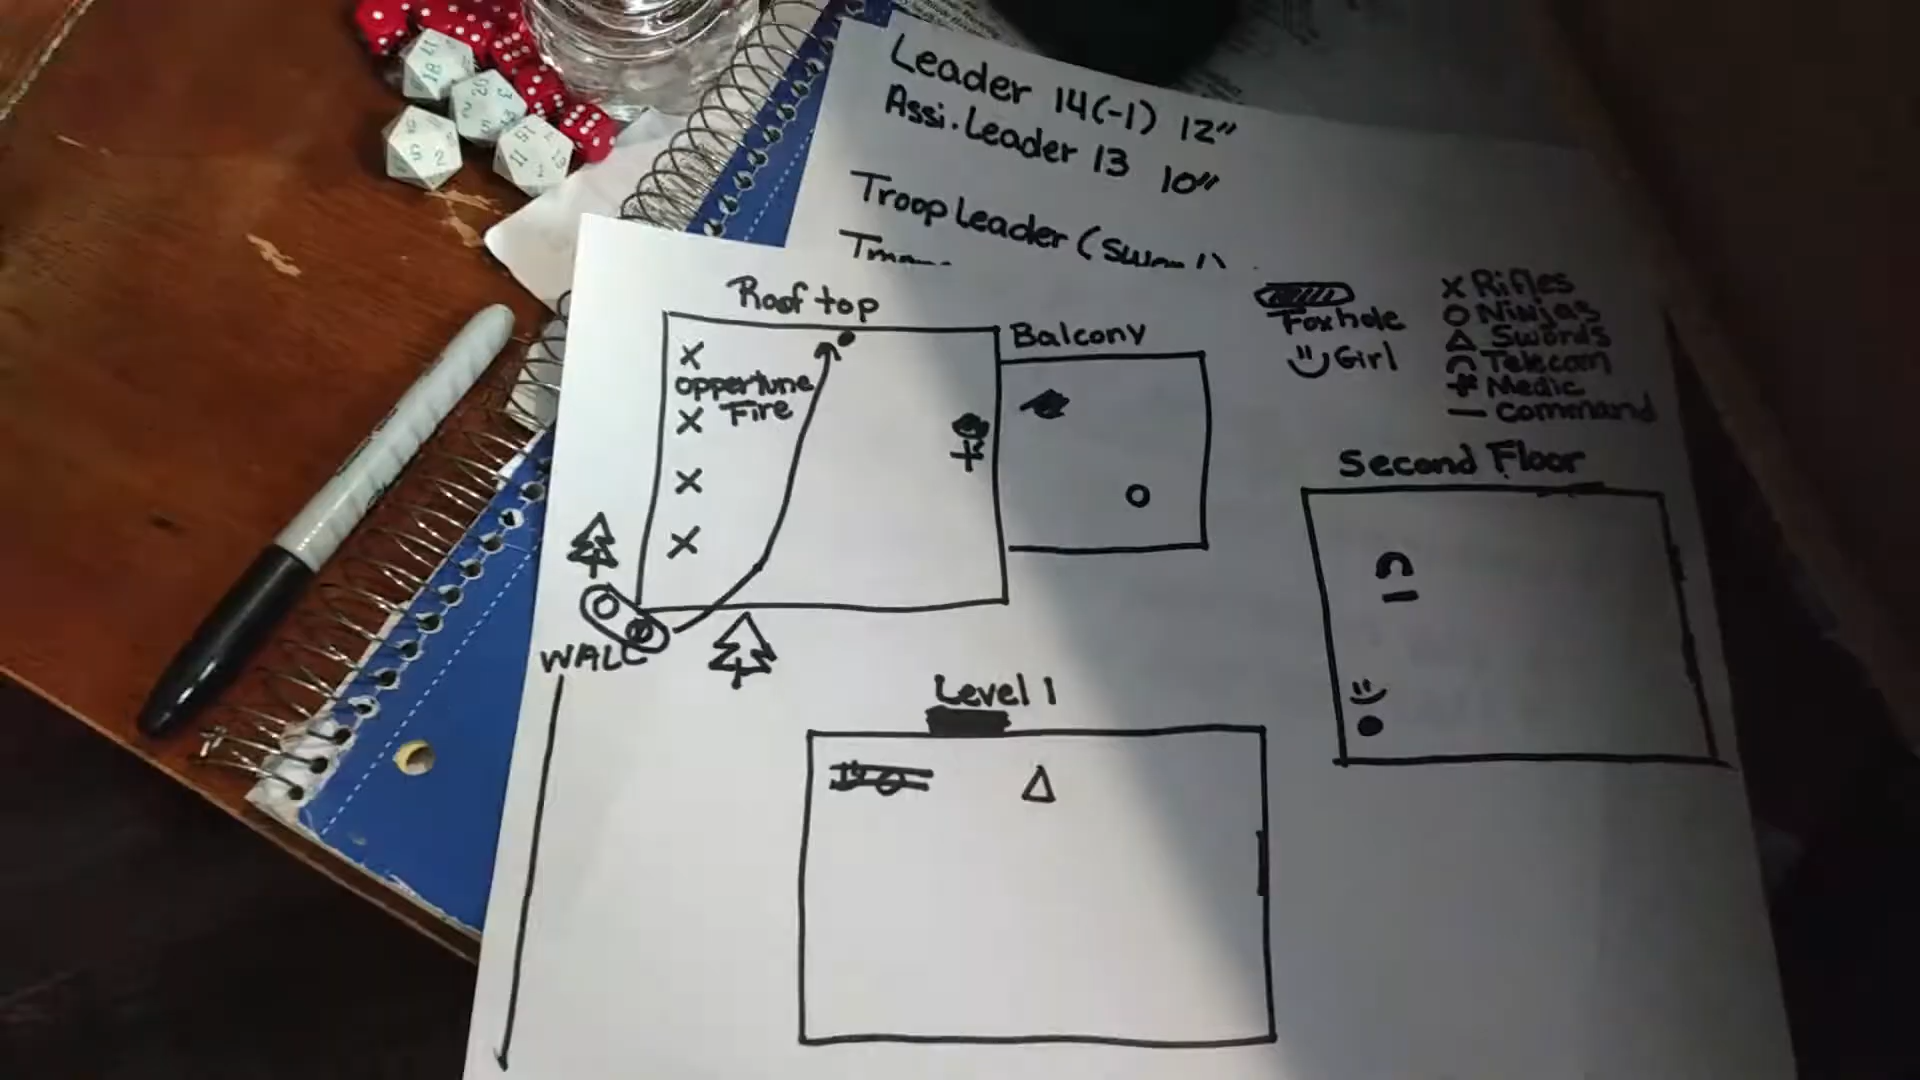 Leader 14(-1) 12"
Assi. Leader 13 10"
Troop Leader (
Roof top
Balcony
X
oppertune
X Fire
X
X
WALL
Foxhole
Girl
X Rifles
O Ninjas
△ Swords
Telecom
Medic
— Command
Second Floor
Level 1